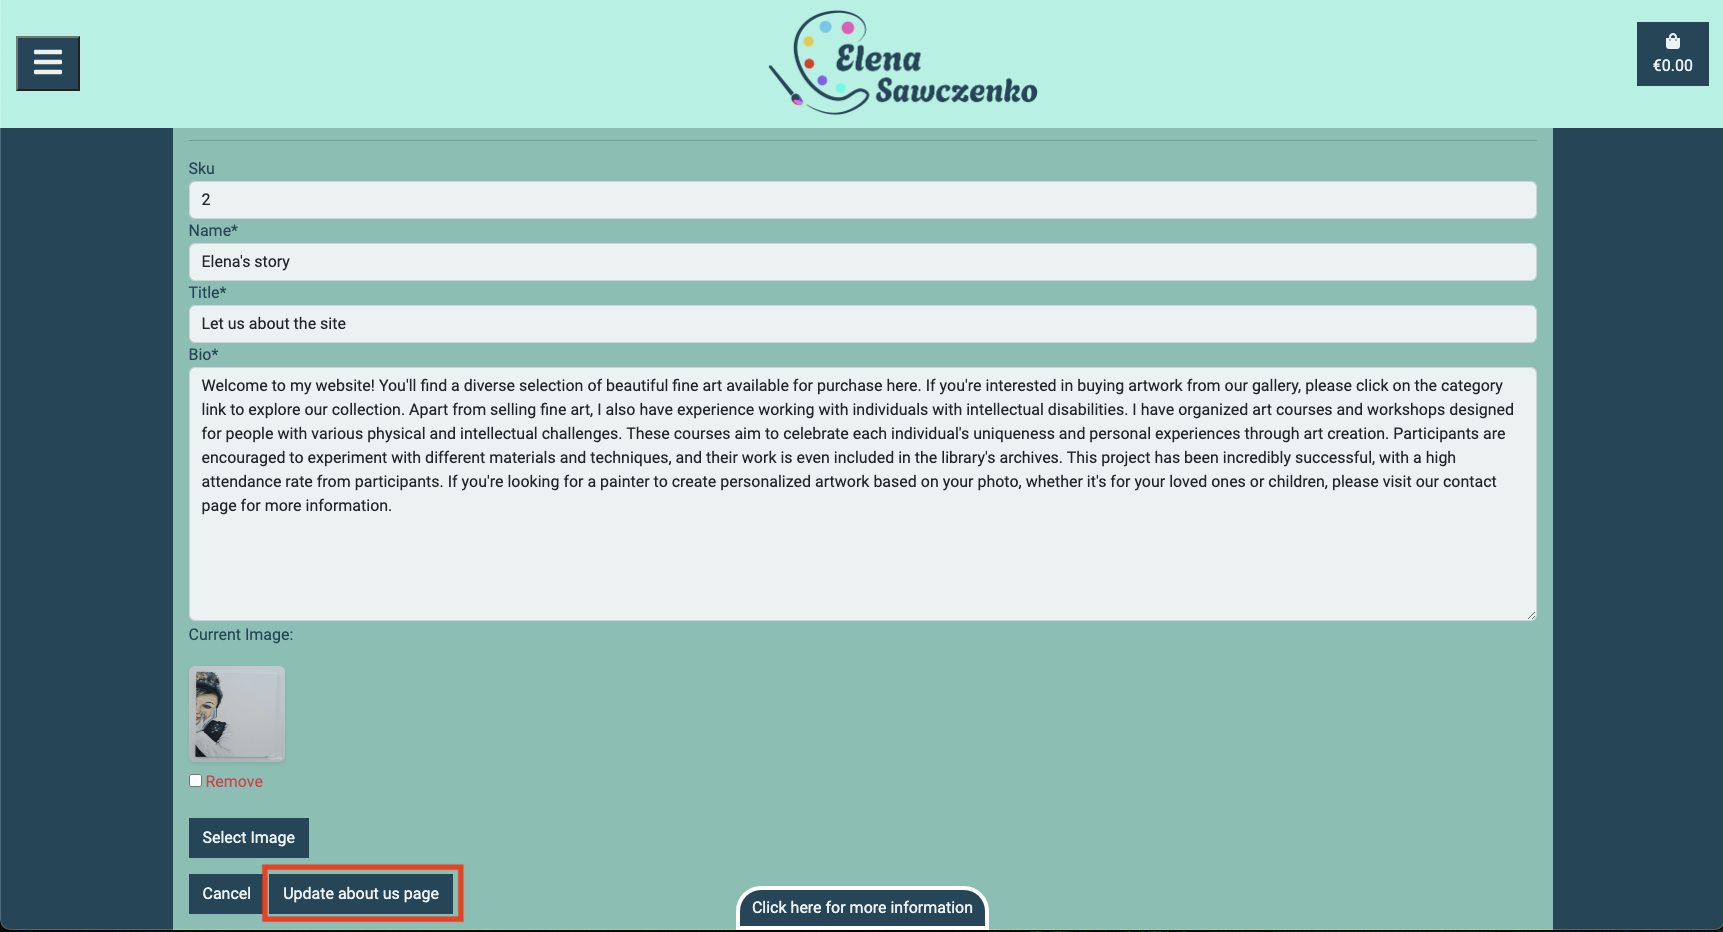 Elena
Sawczenko
€0.00
Sku
2
Name*
Elena's story
Title*
Let us about the site
Bio*
Welcome to my website! You'll find a diverse selection of beautiful fine art available for purchase here. If you're interested in buying artwork from our gallery, please click on the category
link to explore our collection. Apart from selling fine art, I also have experience working with individuals with intellectual disabilities. I have organized art courses and workshops designed
for people with various physical and intellectual challenges. These courses aim to celebrate each individual's uniqueness and personal experiences through art creation. Participants are
encouraged to experiment with different materials and techniques, and their work is even included in the library's archives. This project has been incredibly successful, with a high
attendance rate from participants. If you're looking for a painter to create personalized artwork based on your photo, whether it's for your loved ones or children, please visit our contact
page for more information.
Current Image:
Remove
Select Image
Cancel
Update about us page
Click here for more information